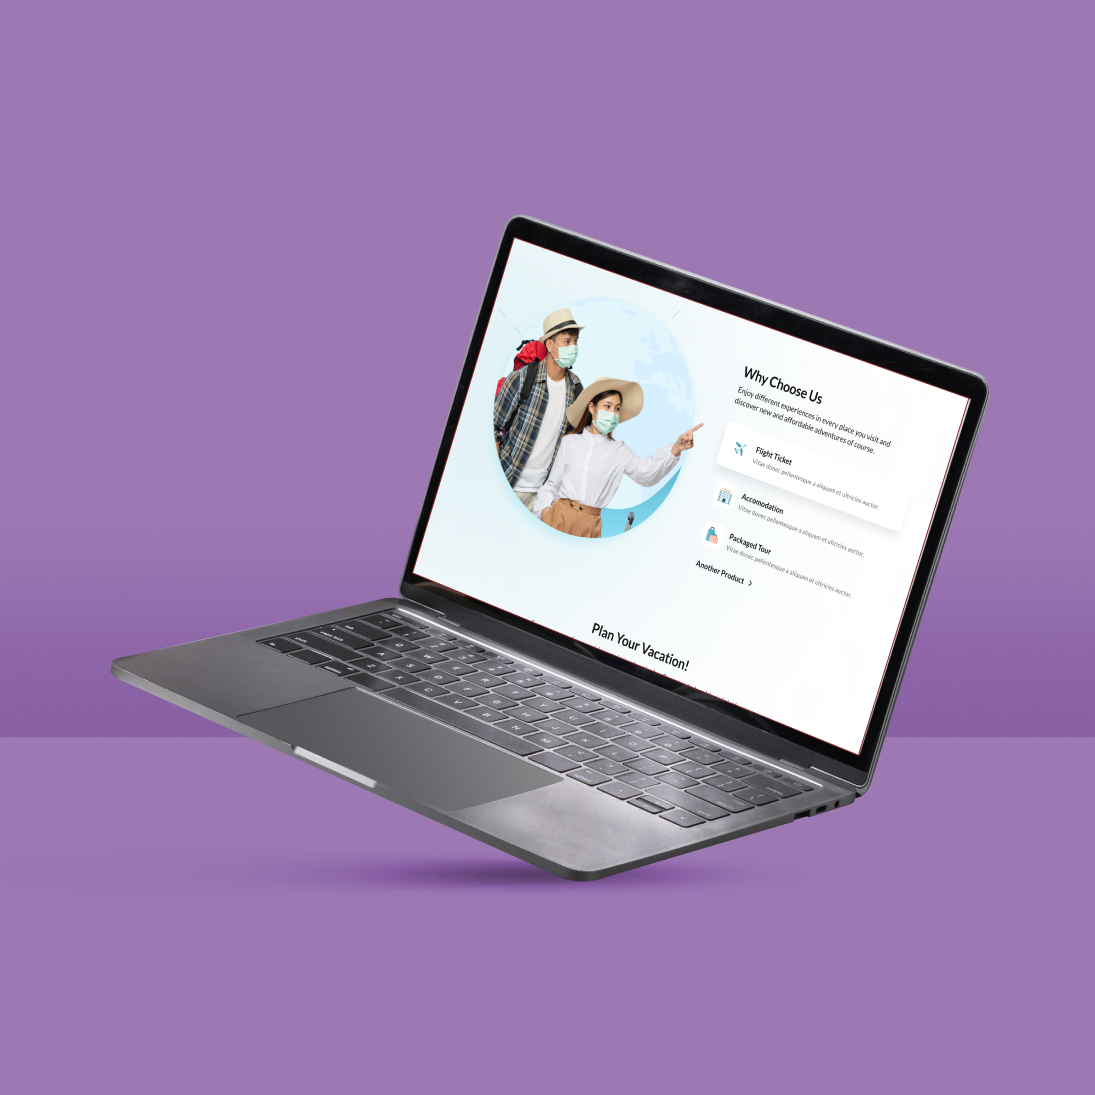 Why Choose Us
Enjoy different experiences in every place you visit and
discover new and affordable adventures of course.
Flight Ticket
Vitae donec pellentesque a aliquam et ultricies auctor.
Accomodation
Vitae donec pellentesque a aliquam et ultricies auctor.
Packaged Tour
Vitae donec pellentesque a aliquam et ultricies auctor.
Another Product >
Plan Your Vacation!